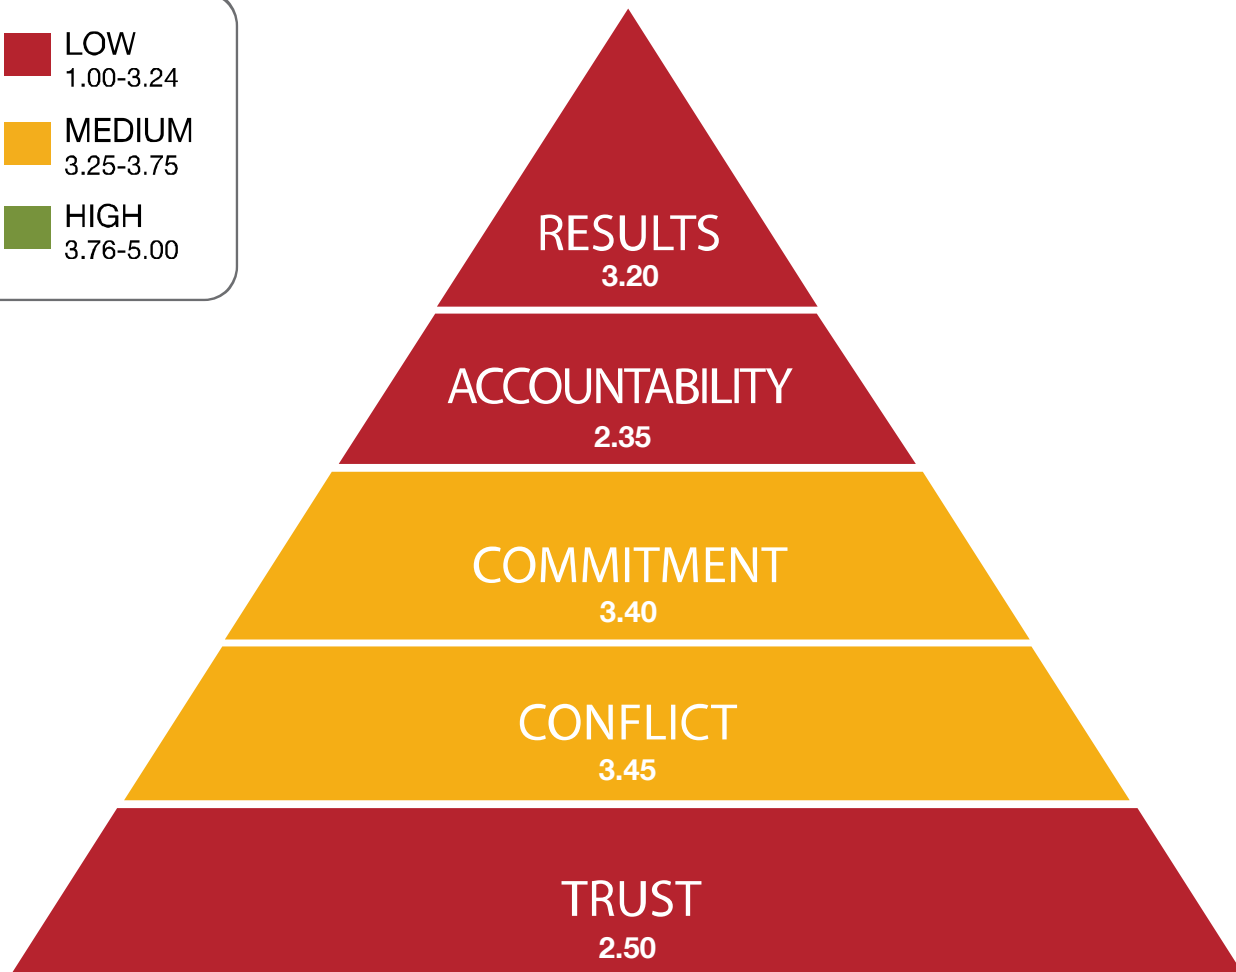 LOW
1.00-3.24
MEDIUM
3.25-3.75
HIGH
3.76-5.00
RESULTS
3.20
ACCOUNTABILITY
2.35
COMMITMENT
3.40
CONFLICT
3.45
TRUST
2.50